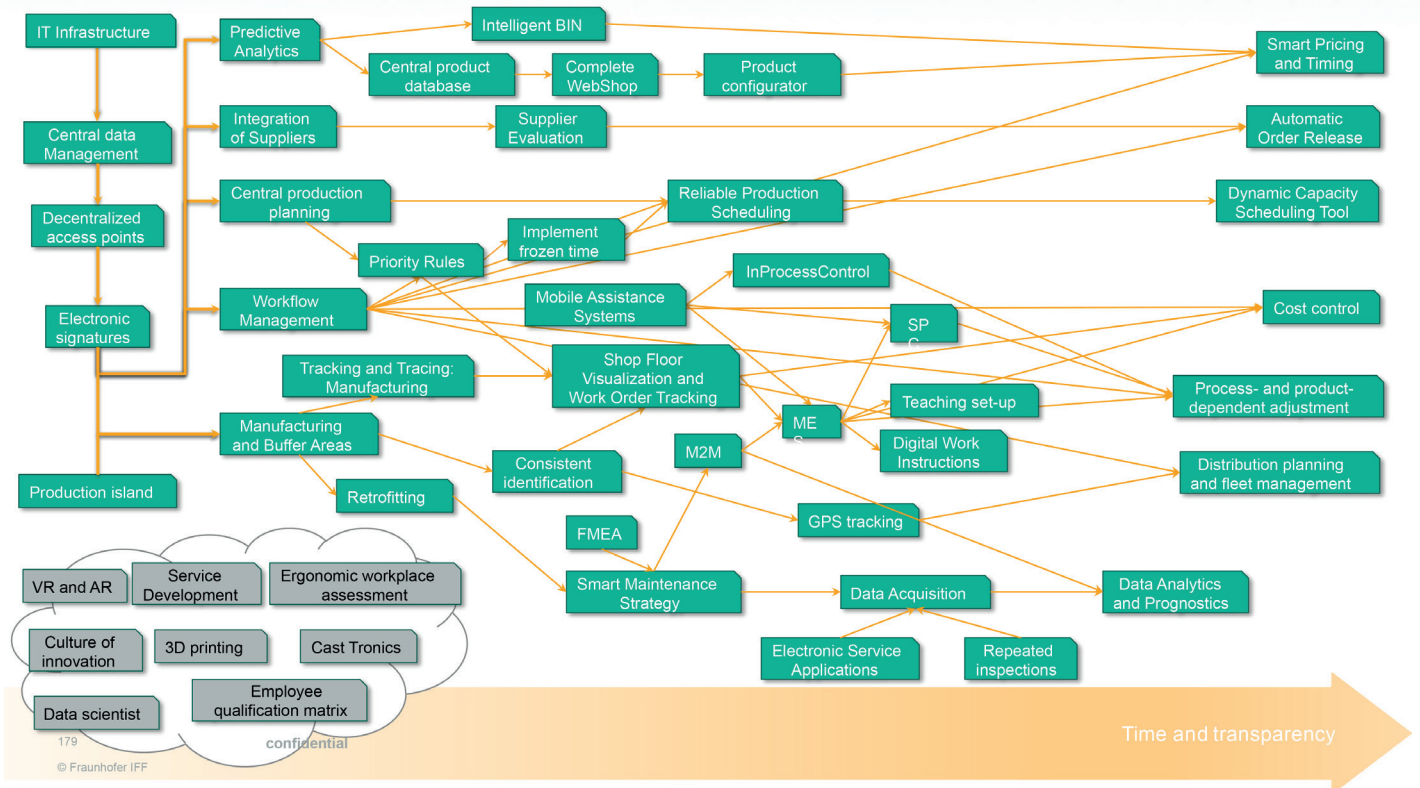 IT Infrastructure
Central data
Management
Decentralized
access points
Electronic
signatures
Production island
Predictive
Analytics
Intelligent BIN
Central product
database
Complete
WebShop
Product
configurator
Smart Pricing
and Timing
Integration
of Suppliers
Supplier
Evaluation
Automatic
Order Release
Central production
planning
Reliable Production
Scheduling
Dynamic Capacity
Scheduling Tool
Priority Rules
Implement
frozen time
InProcessControl
Workflow
Management
Mobile Assistance
Systems
SP
C
Cost control
Tracking and Tracing:
Manufacturing
Shop Floor
Visualization and
Work Order Tracking
Teaching set-up
Process- and product-
dependent adjustment
Manufacturing
and Buffer Areas
ME
S
M2M
Digital Work
Instructions
Consistent
identification
Distribution planning
and fleet management
Retrofitting
GPS tracking
FMEA
Smart Maintenance
Strategy
Data Acquisition
Data Analytics
and Prognostics
Electronic Service
Applications
Repeated
inspections
VR and AR
Service
Development
Ergonomic workplace
assessment
Culture of
innovation
3D printing
Cast Tronics
Data scientist
Employee
qualification matrix
Time and transparency
179
confidential
© Fraunhofer IFF